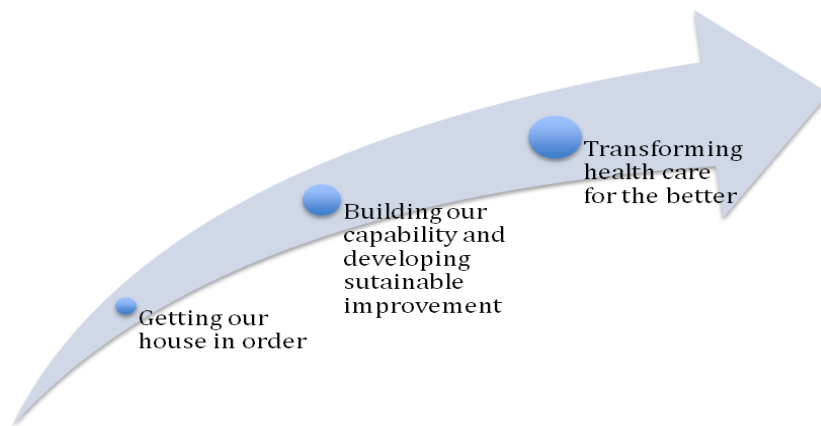 Getting our
house in order
Building our
capability and
developing
sutainable
improvement
Transforming
health care
for the better